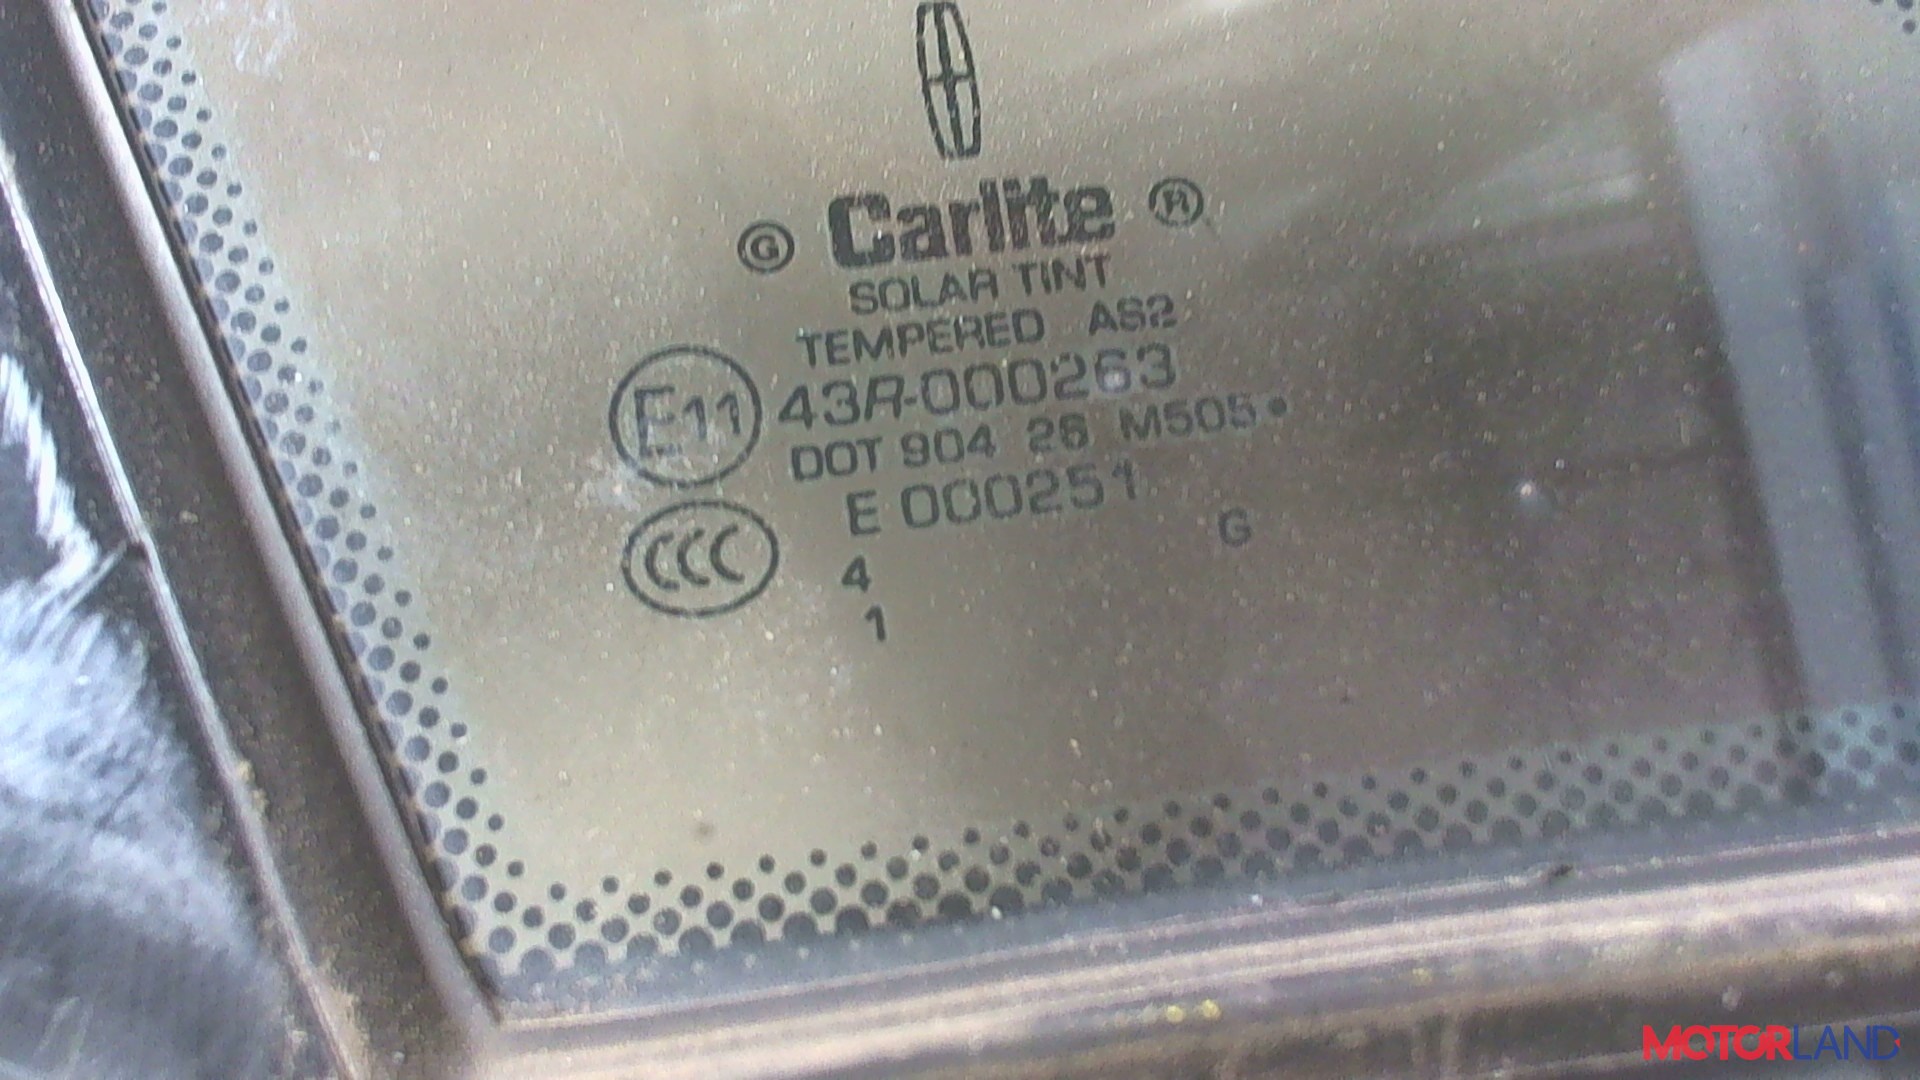 G Carlite ®
SOLAR TINT
TEMPERED AS2
E11 43R-000263
DOT 904 26 M505•
E 000251
CCC
4
G
1
MOTORLAND